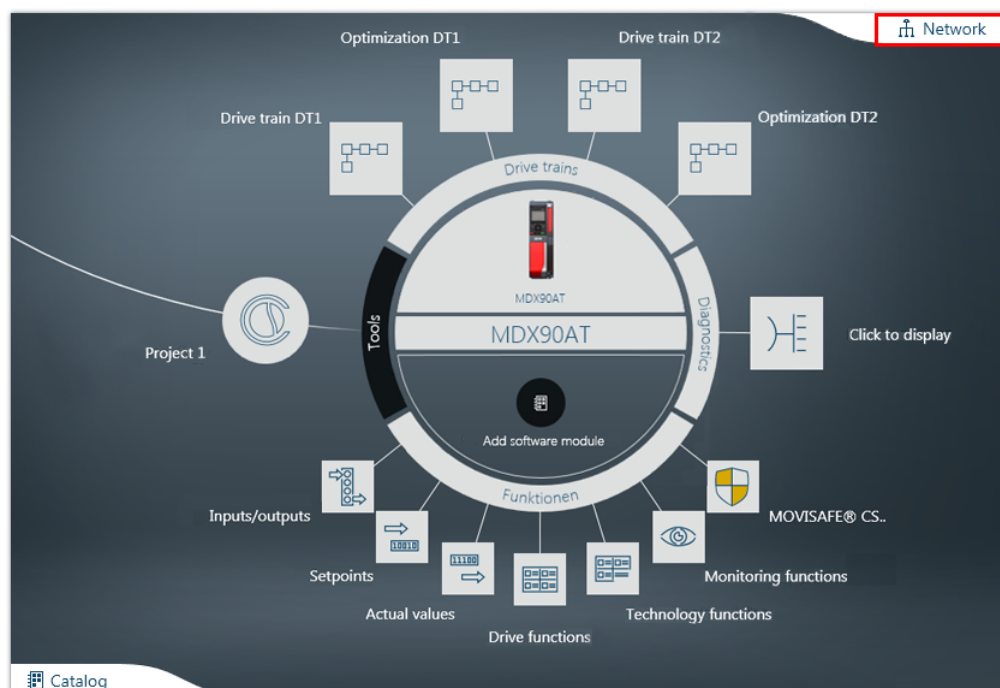 Network
Optimization DT1
Drive train DT2
Drive train DT1
Optimization DT2
Drive trains
MDX90AT
MDX90AT
Tools
Diagnostics
Click to display
Project 1
Add software module
Funktionen
Inputs/outputs
MOVISAFE® CS..
10010
Setpoints
11100
Monitoring functions
Actual values
Technology functions
Drive functions
Catalog